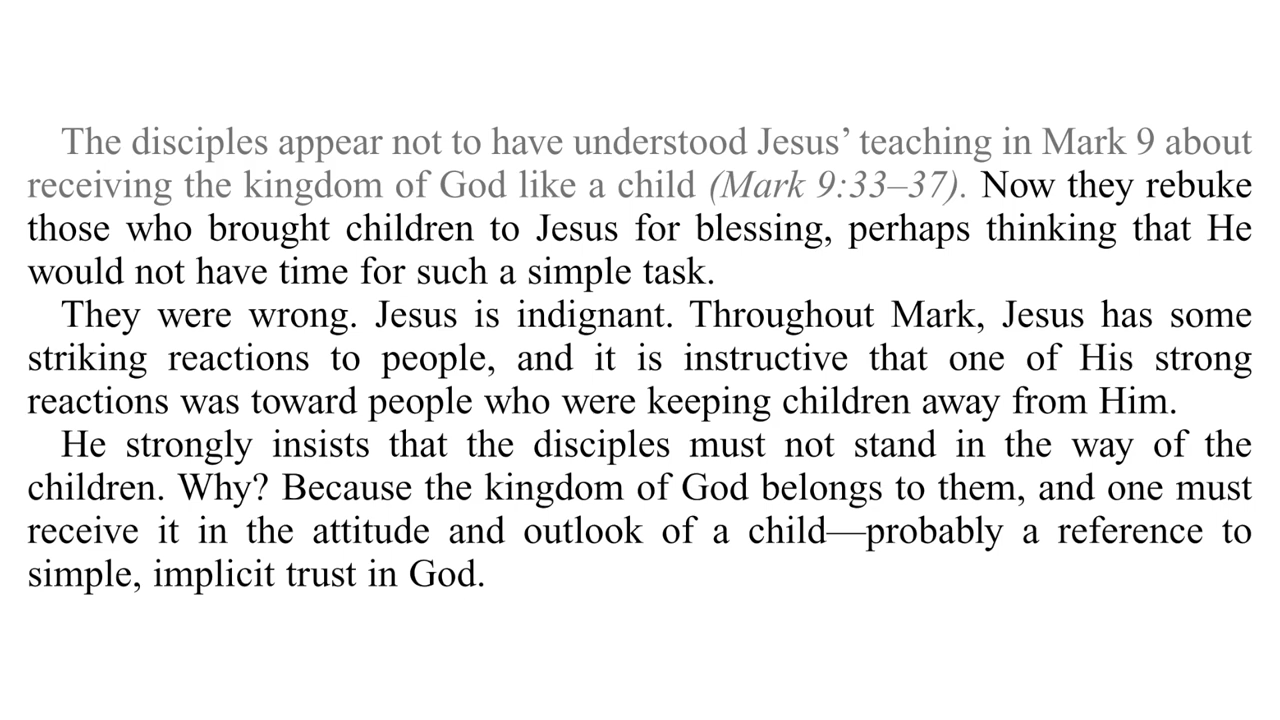 The disciples appear not to have understood Jesus’ teaching in Mark 9 about
receiving the kingdom of God like a child (Mark 9:33–37). Now they rebuke
those who brought children to Jesus for blessing, perhaps thinking that He
would not have time for such a simple task.
They were wrong. Jesus is indignant. Throughout Mark, Jesus has some
striking reactions to people, and it is instructive that one of His strong
reactions was toward people who were keeping children away from Him.
He strongly insists that the disciples must not stand in the way of the
children. Why? Because the kingdom of God belongs to them, and one must
receive it in the attitude and outlook of a child—probably a reference to
simple, implicit trust in God.